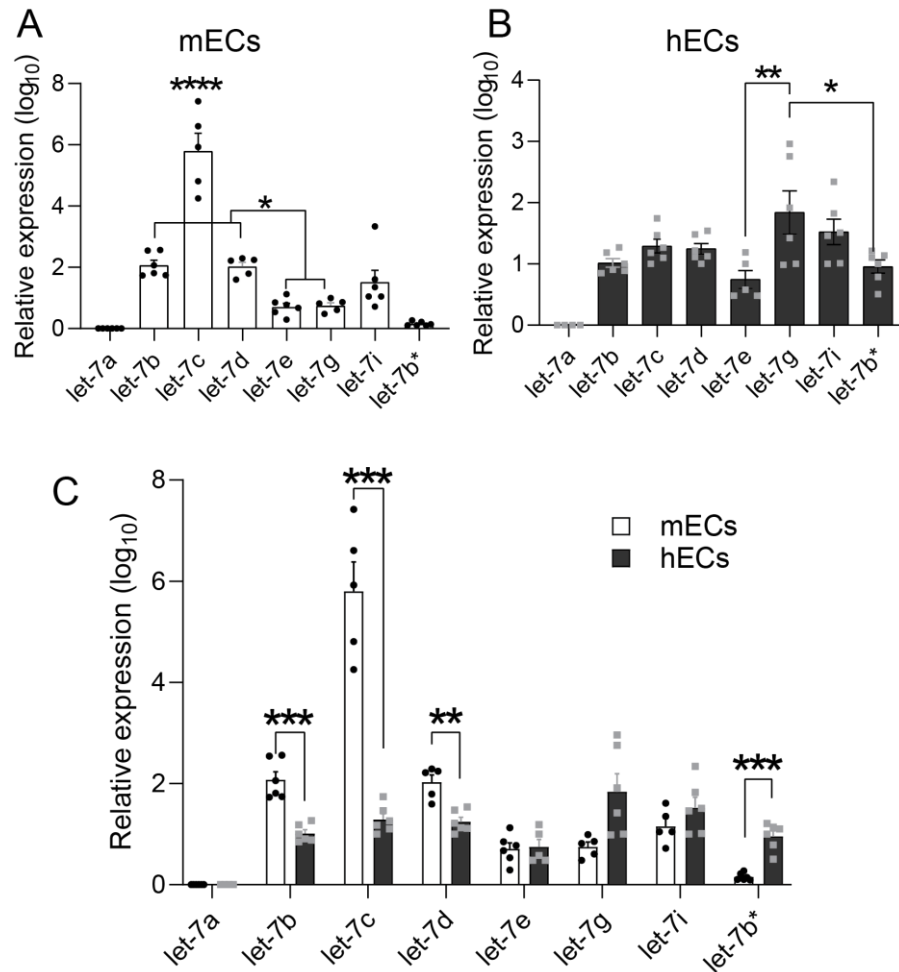 A
mECs
Relative expression (log10)
8
6
4
2
0
****
*
let-7a
let-7b
let-7c
let-7d
let-7e
let-7g
let-7i
let-7b*
B
hECs
Relative expression (log10)
4
3
2
1
0
**
*
let-7a
let-7b
let-7c
let-7d
let-7e
let-7g
let-7i
let-7b*
C
Relative expression (log10)
8
6
4
2
0
***
***
**
***
mECs
hECs
let-7a
let-7b
let-7c
let-7d
let-7e
let-7g
let-7i
let-7b*